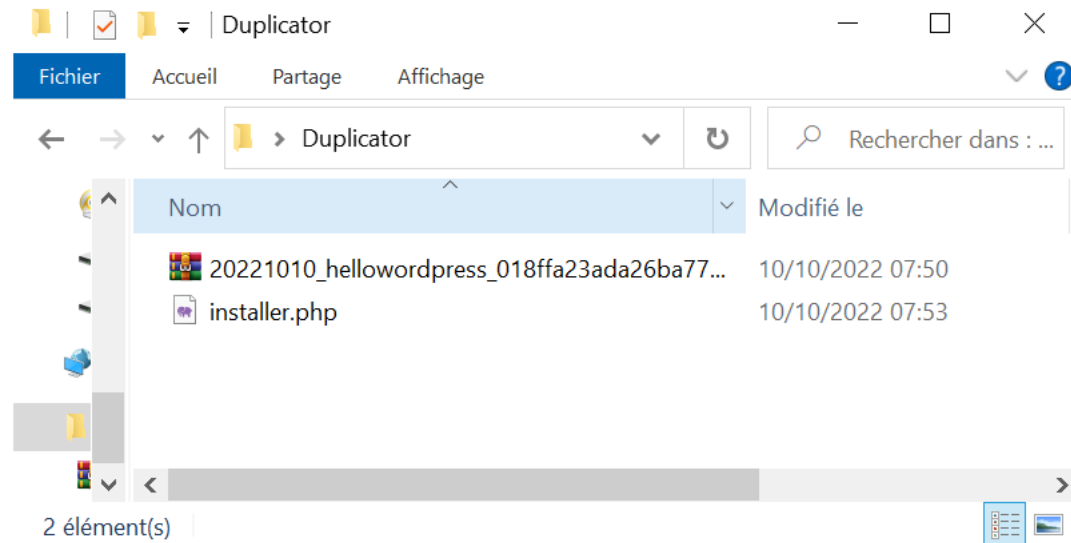 Duplicator
Fichier Accueil Partage Affichage ?
Duplicator Rechercher dans : ...
Nom Modifié le
20221010_hellowordpress_018ffa23ada26ba77... 10/10/2022 07:50
installer.php 10/10/2022 07:53
2 élément(s)